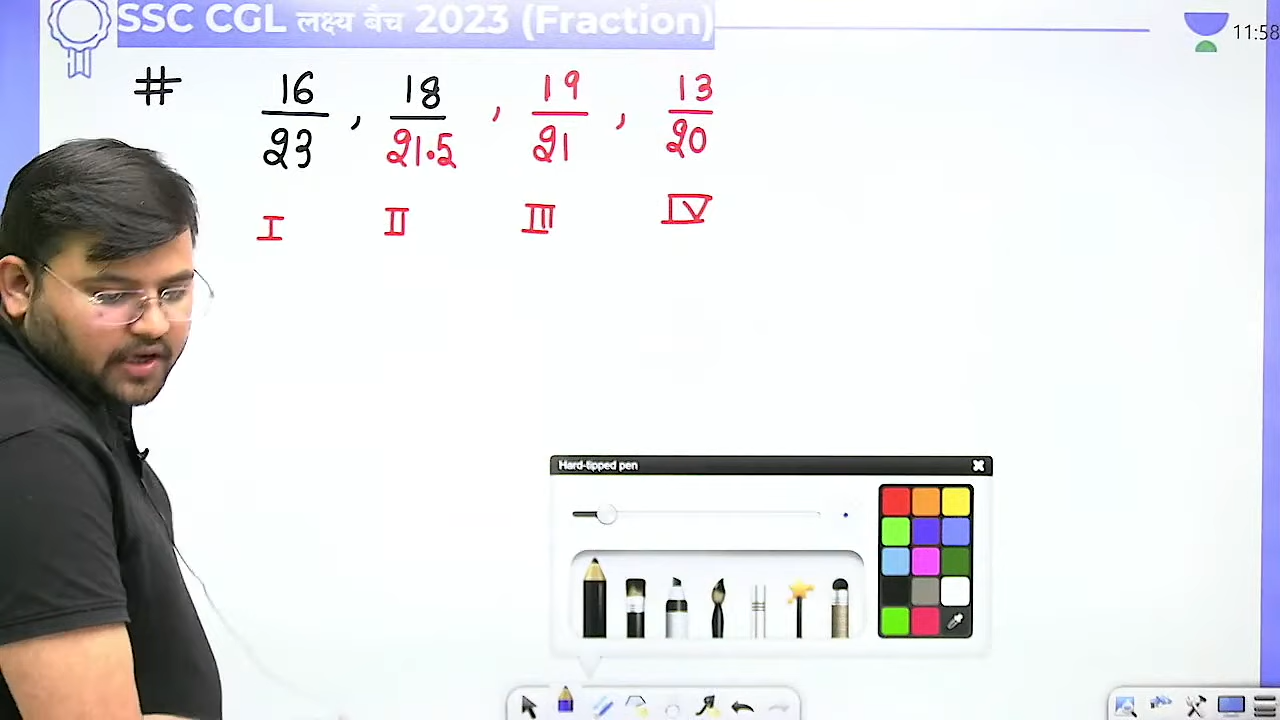 SSC CGL लक्ष्य बैच 2023 (Fraction)
11:58
# 16/23 , 18/21.5 , 19/21 , 13/20
I II III IV
Hard-tipped pen